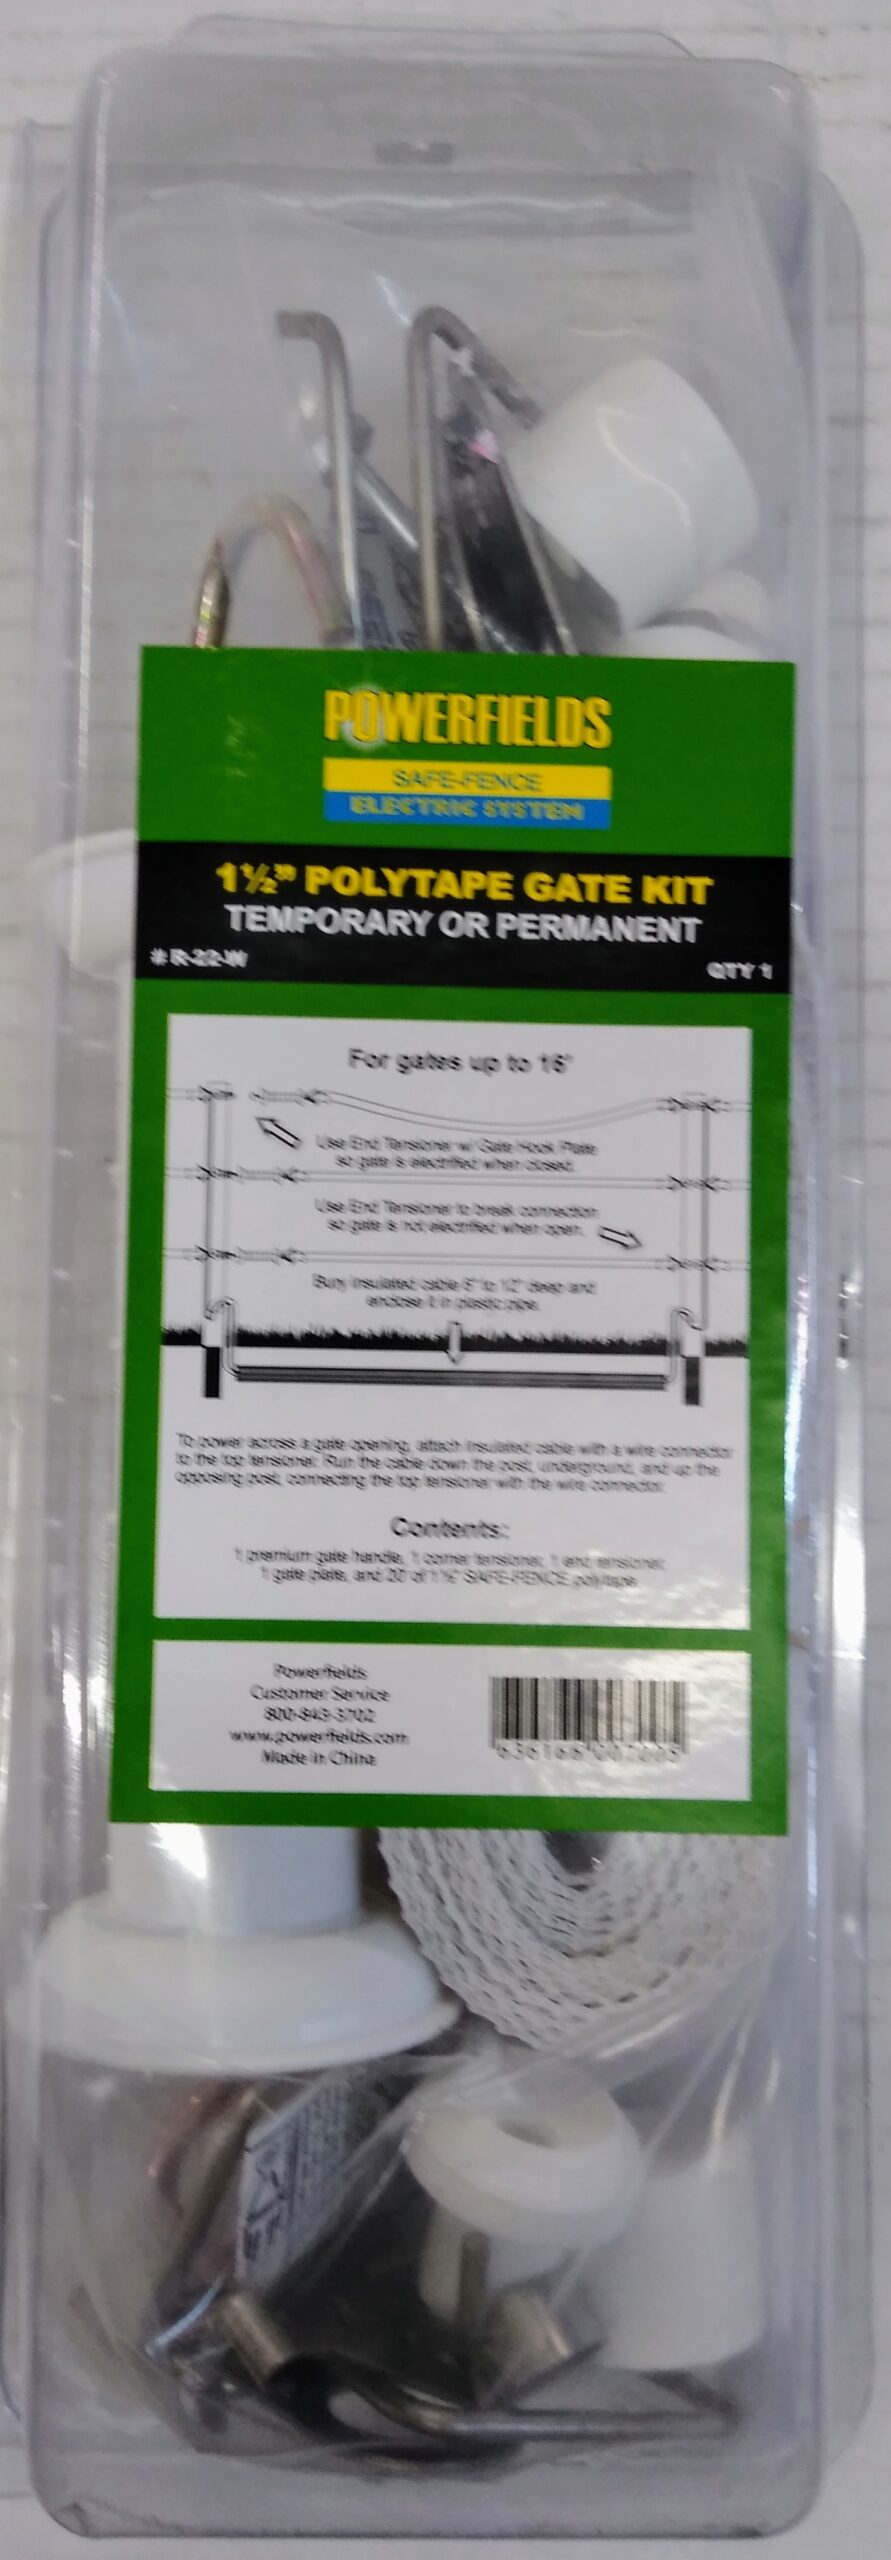 POWERFIELDS
SAFE-FENCE
ELECTRIC SYSTEM
1½" POLYTAPE GATE KIT
TEMPORARY OR PERMANENT
# R-22-W
QTY 1
For gates up to 16'
Use End Tensioner w/ Gate Hook Plate
so gate is electrified when closed.
Use End Tensioner to break connection
so gate is not electrified when open.
Bury insulated cable 8" to 12" deep and
enclose it in plastic pipe.
To power across a gate opening, attach insulated cable with a wire connector
to the top tensioner. Run the cable down the post, underground, and up the
opposing post, connecting the top tensioner with the wire connector.
Contents:
1 premium gate handle, 1 corner tensioner, 1 end tensioner,
1 gate plate, and 20' of 1½" SAFE-FENCE polytape
Powerfields
Customer Service
800-843-3702
www.powerfields.com
Made in China